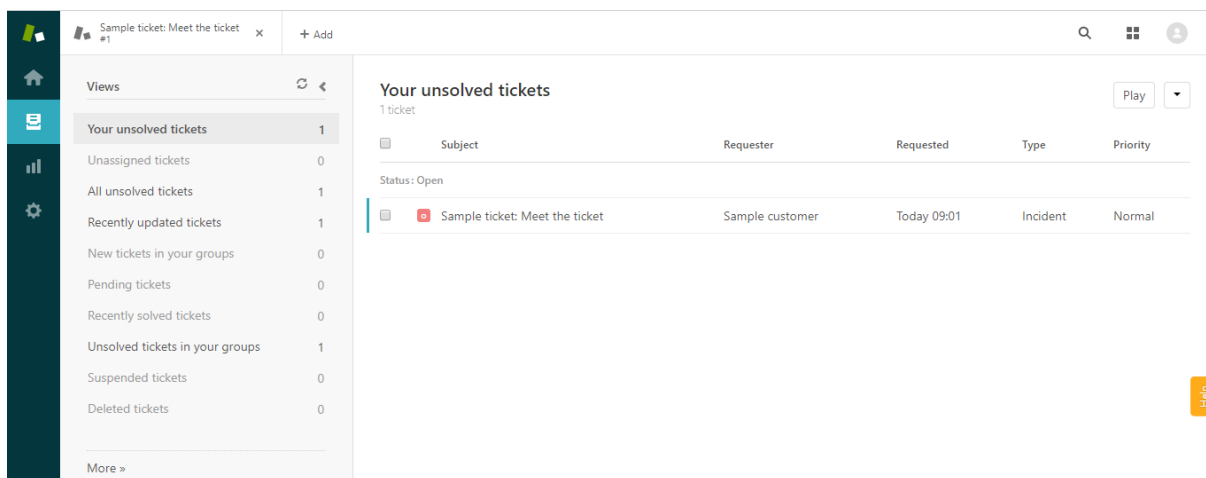 Sample ticket: Meet the ticket
#1
× + Add
Views
Your unsolved tickets 1
Unassigned tickets 0
All unsolved tickets 1
Recently updated tickets 1
New tickets in your groups 0
Pending tickets 0
Recently solved tickets 0
Unsolved tickets in your groups 1
Suspended tickets 0
Deleted tickets 0
More »
Your unsolved tickets
1 ticket
Play
Subject Requester Requested Type Priority
Status: Open
o Sample ticket: Meet the ticket Sample customer Today 09:01 Incident Normal
Help